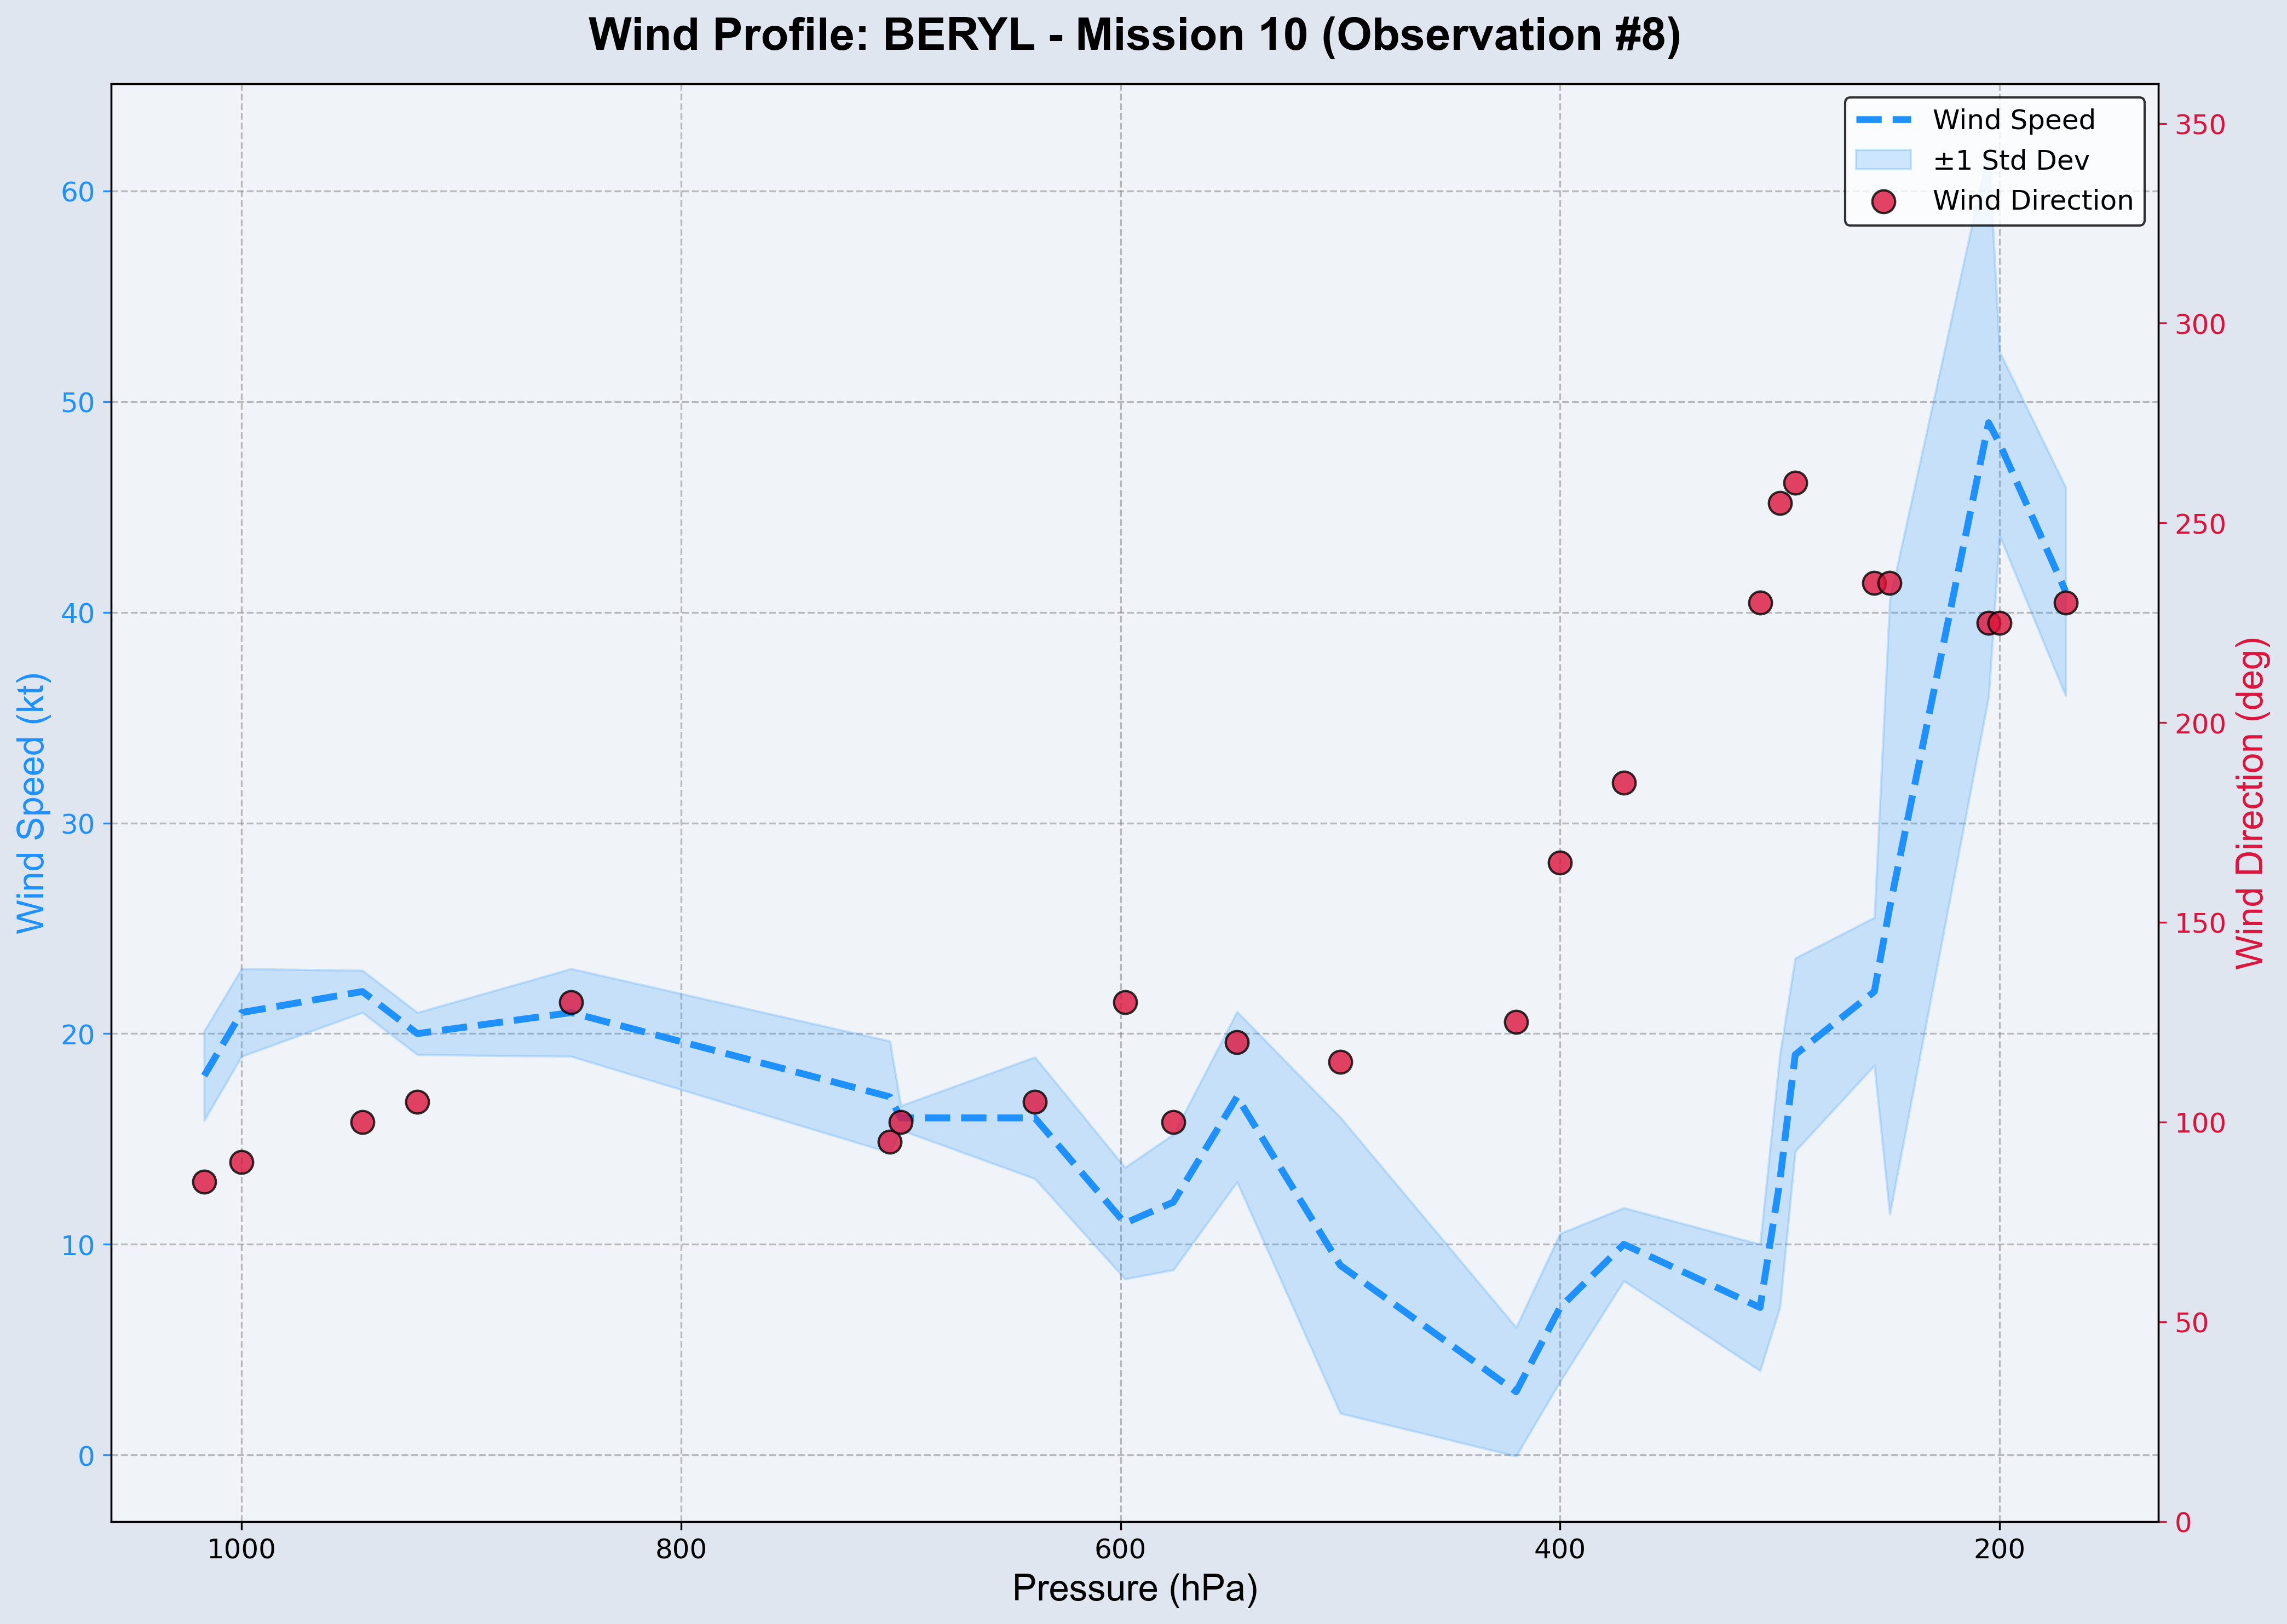 Wind Profile: BERYL - Mission 10 (Observation #8)
Wind Speed
±1 Std Dev
Wind Direction
Wind Speed (kt)
60
50
40
30
20
10
0
350
300
250
200
150
100
50
0
Wind Direction (deg)
1000
800
600
400
200
Pressure (hPa)